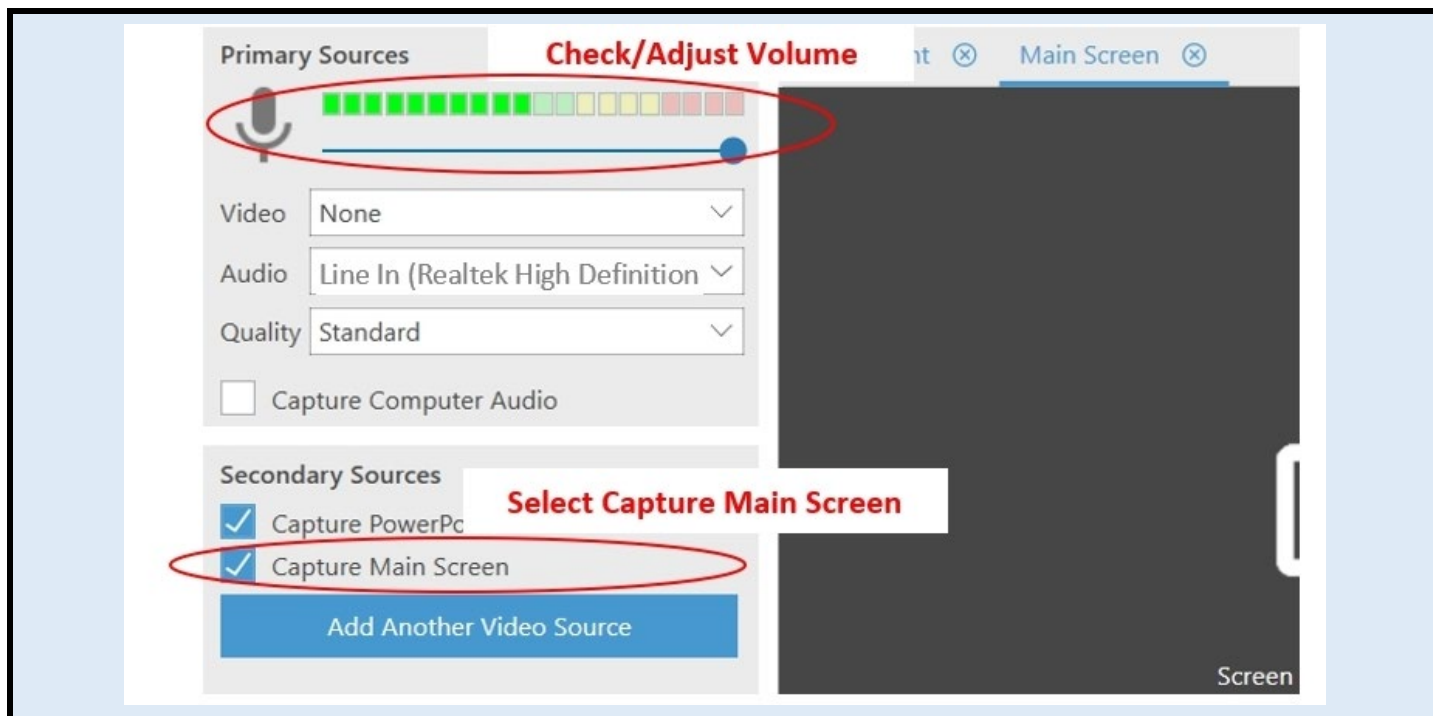 Primary Sources
Check/Adjust Volume
nt
Main Screen
Video
None
Audio
Line In (Realtek High Definition
Quality
Standard
Capture Computer Audio
Secondary Sources
Select Capture Main Screen
Capture PowerPo
Capture Main Screen
Add Another Video Source
Screen